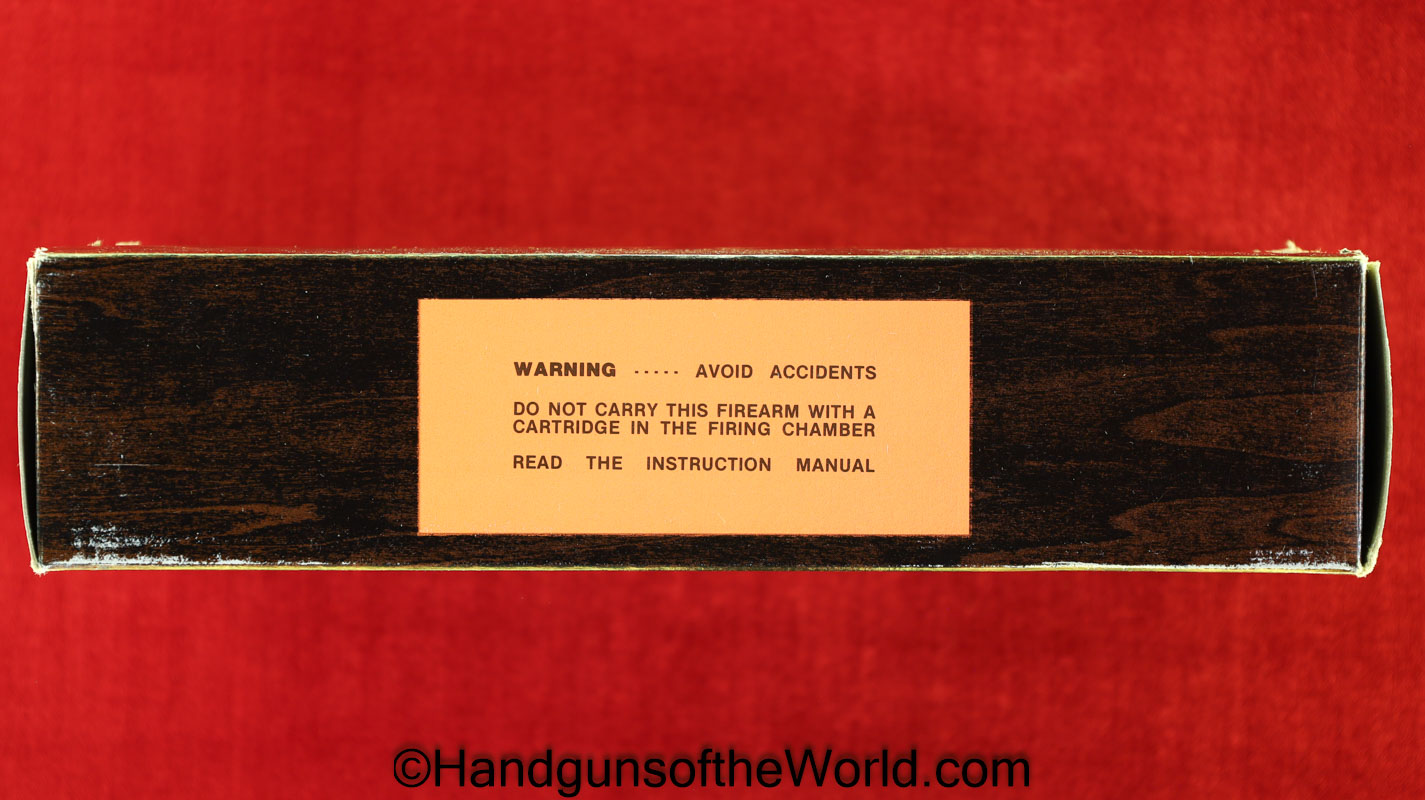 WARNING ..... AVOID ACCIDENTS
DO NOT CARRY THIS FIREARM WITH A
CARTRIDGE IN THE FIRING CHAMBER
READ THE INSTRUCTION MANUAL
©HandgunsoftheWorld.com